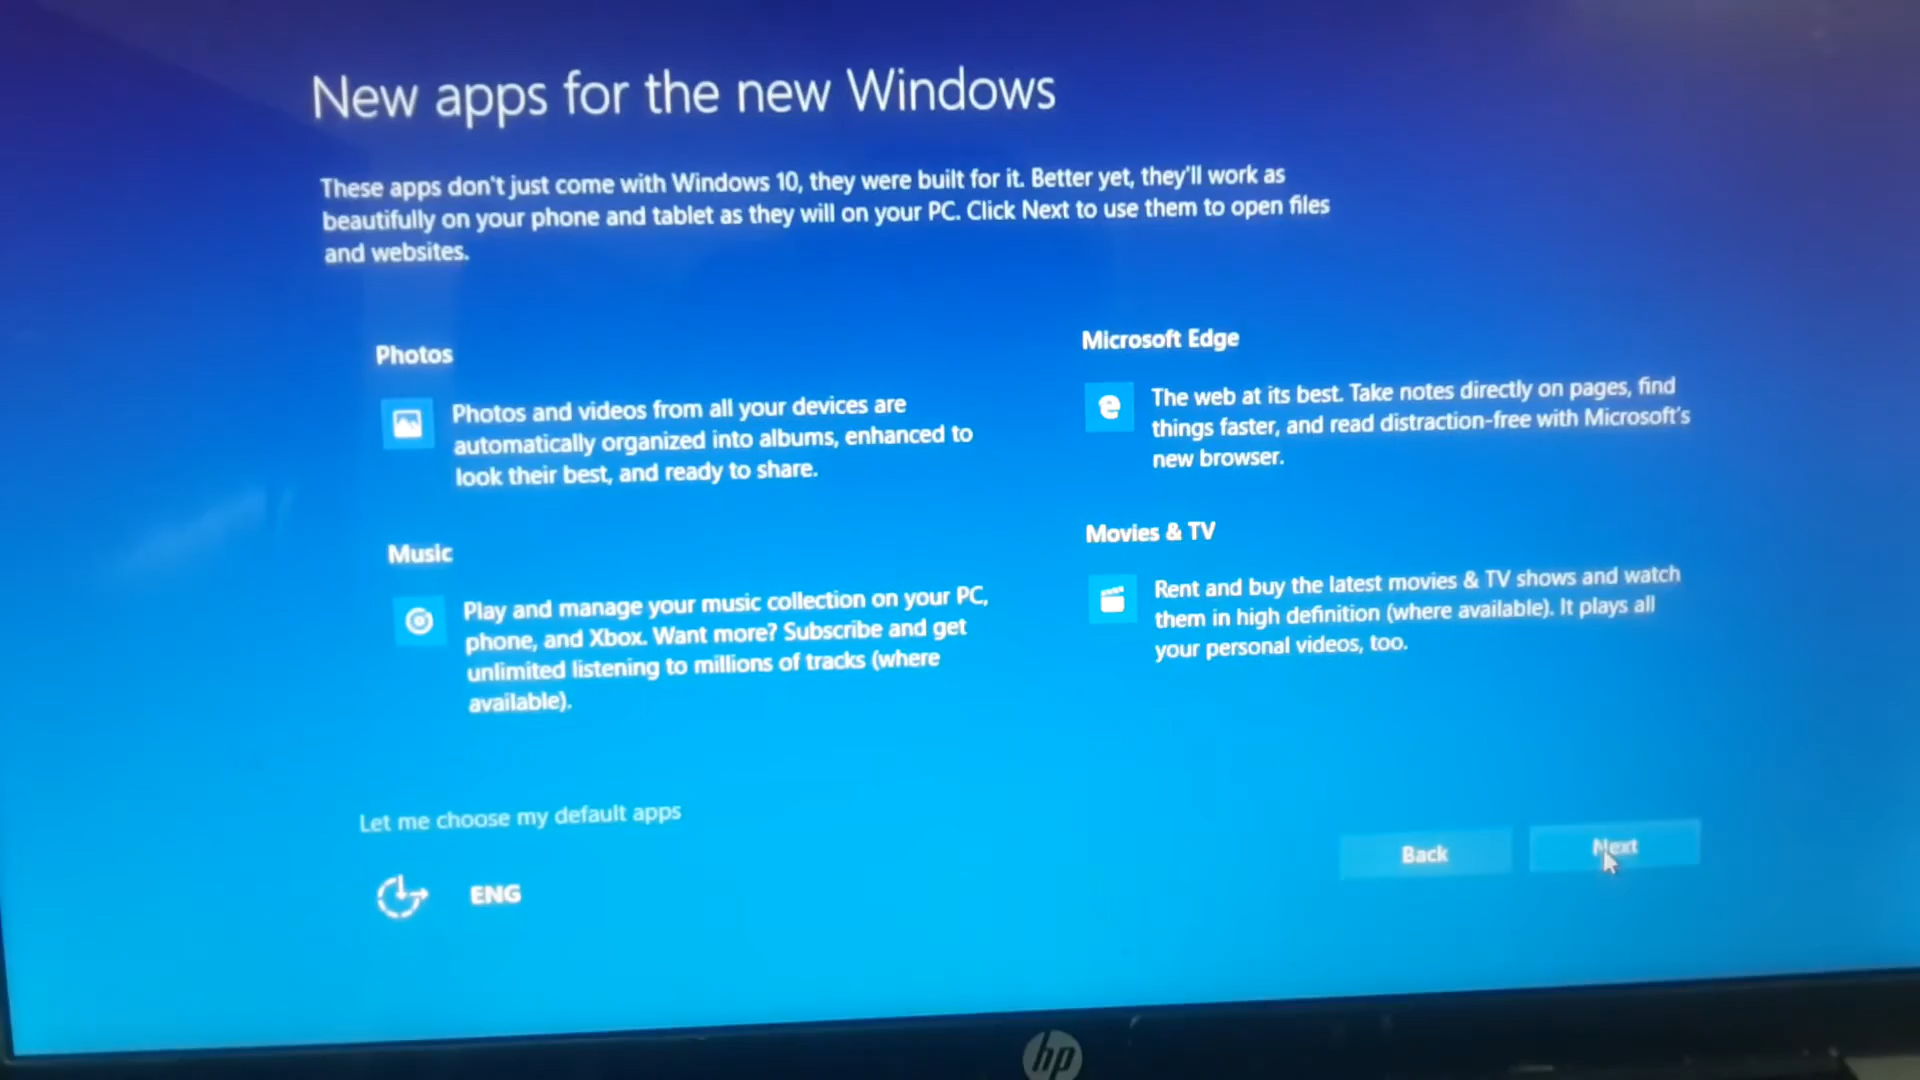 New apps for the new Windows
These apps don't just come with Windows 10, they were built for it. Better yet, they'll work as
beautifully on your phone and tablet as they will on your PC. Click Next to use them to open files
and websites.
Photos
Photos and videos from all your devices are
automatically organized into albums, enhanced to
look their best, and ready to share.
Music
Play and manage your music collection on your PC,
phone, and Xbox. Want more? Subscribe and get
unlimited listening to millions of tracks (where
available).
Microsoft Edge
The web at its best. Take notes directly on pages, find
things faster, and read distraction-free with Microsoft's
new browser.
Movies & TV
Rent and buy the latest movies & TV shows and watch
them in high definition (where available). It plays all
your personal videos, too.
Let me choose my default apps
Back
Next
ENG
hp